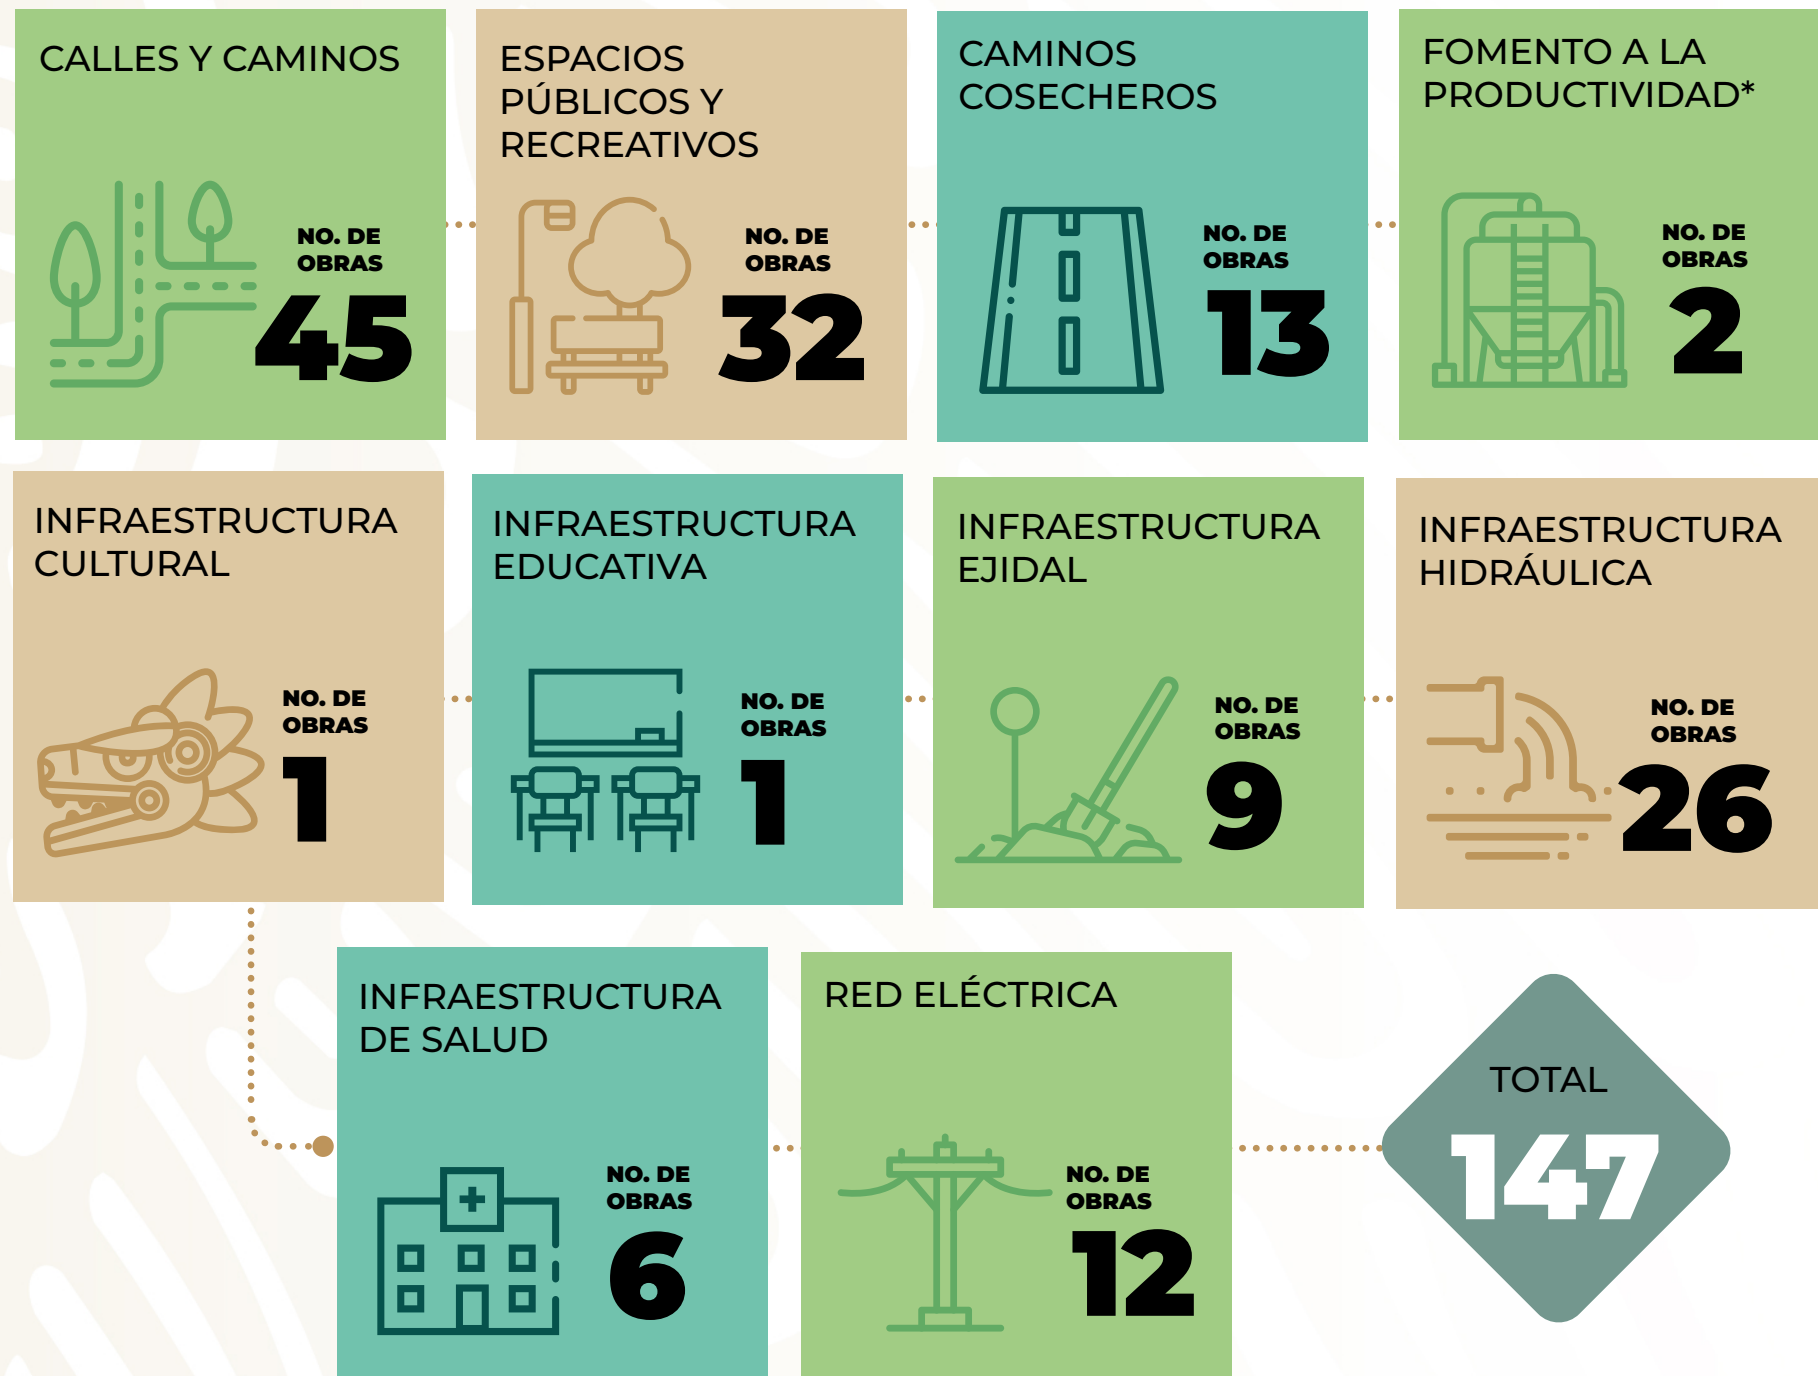 CALLES Y CAMINOS
NO. DE
OBRAS
45
ESPACIOS
PÚBLICOS Y
RECREATIVOS
NO. DE
OBRAS
32
CAMINOS
COSECHEROS
NO. DE
OBRAS
13
FOMENTO A LA
PRODUCTIVIDAD*
NO. DE
OBRAS
2
INFRAESTRUCTURA
CULTURAL
NO. DE
OBRAS
1
INFRAESTRUCTURA
EDUCATIVA
NO. DE
OBRAS
1
INFRAESTRUCTURA
EJIDAL
NO. DE
OBRAS
9
INFRAESTRUCTURA
HIDRÁULICA
NO. DE
OBRAS
26
INFRAESTRUCTURA
DE SALUD
NO. DE
OBRAS
6
RED ELÉCTRICA
NO. DE
OBRAS
12
TOTAL
147